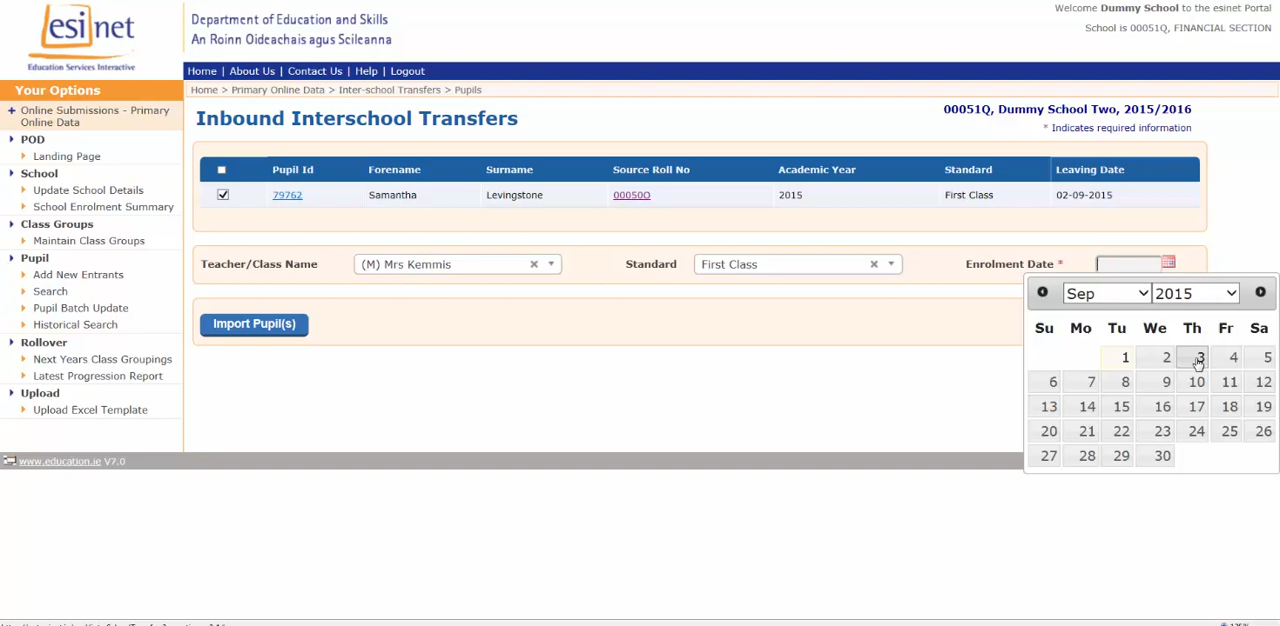 esinet
Education Services Interactive
Department of Education and Skills
An Roinn Oideachais agus Scileanna
Welcome Dummy School to the esinet Portal
School is 00051Q, FINANCIAL SECTION
Home | About Us | Contact Us | Help | Logout
Your Options
Online Submissions - Primary
Online Data
POD
Landing Page
School
Update School Details
School Enrolment Summary
Class Groups
Maintain Class Groups
Pupil
Add New Entrants
Search
Pupil Batch Update
Historical Search
Rollover
Next Years Class Groupings
Latest Progression Report
Upload
Upload Excel Template
Home > Primary Online Data > Inter-school Transfers > Pupils
Inbound Interschool Transfers
00051Q, Dummy School Two, 2015/2016
* Indicates required information
Pupil Id Forename Surname Source Roll No Academic Year Standard Leaving Date
79762 Samantha Levingstone 00050O 2015 First Class 02-09-2015
Teacher/Class Name (M) Mrs Kemmis Standard First Class Enrolment Date *
Import Pupil(s)
Sep 2015
Su Mo Tu We Th Fr Sa
1 2 3 4 5
6 7 8 9 10 11 12
13 14 15 16 17 18 19
20 21 22 23 24 25 26
27 28 29 30
www.education.ie V7.0